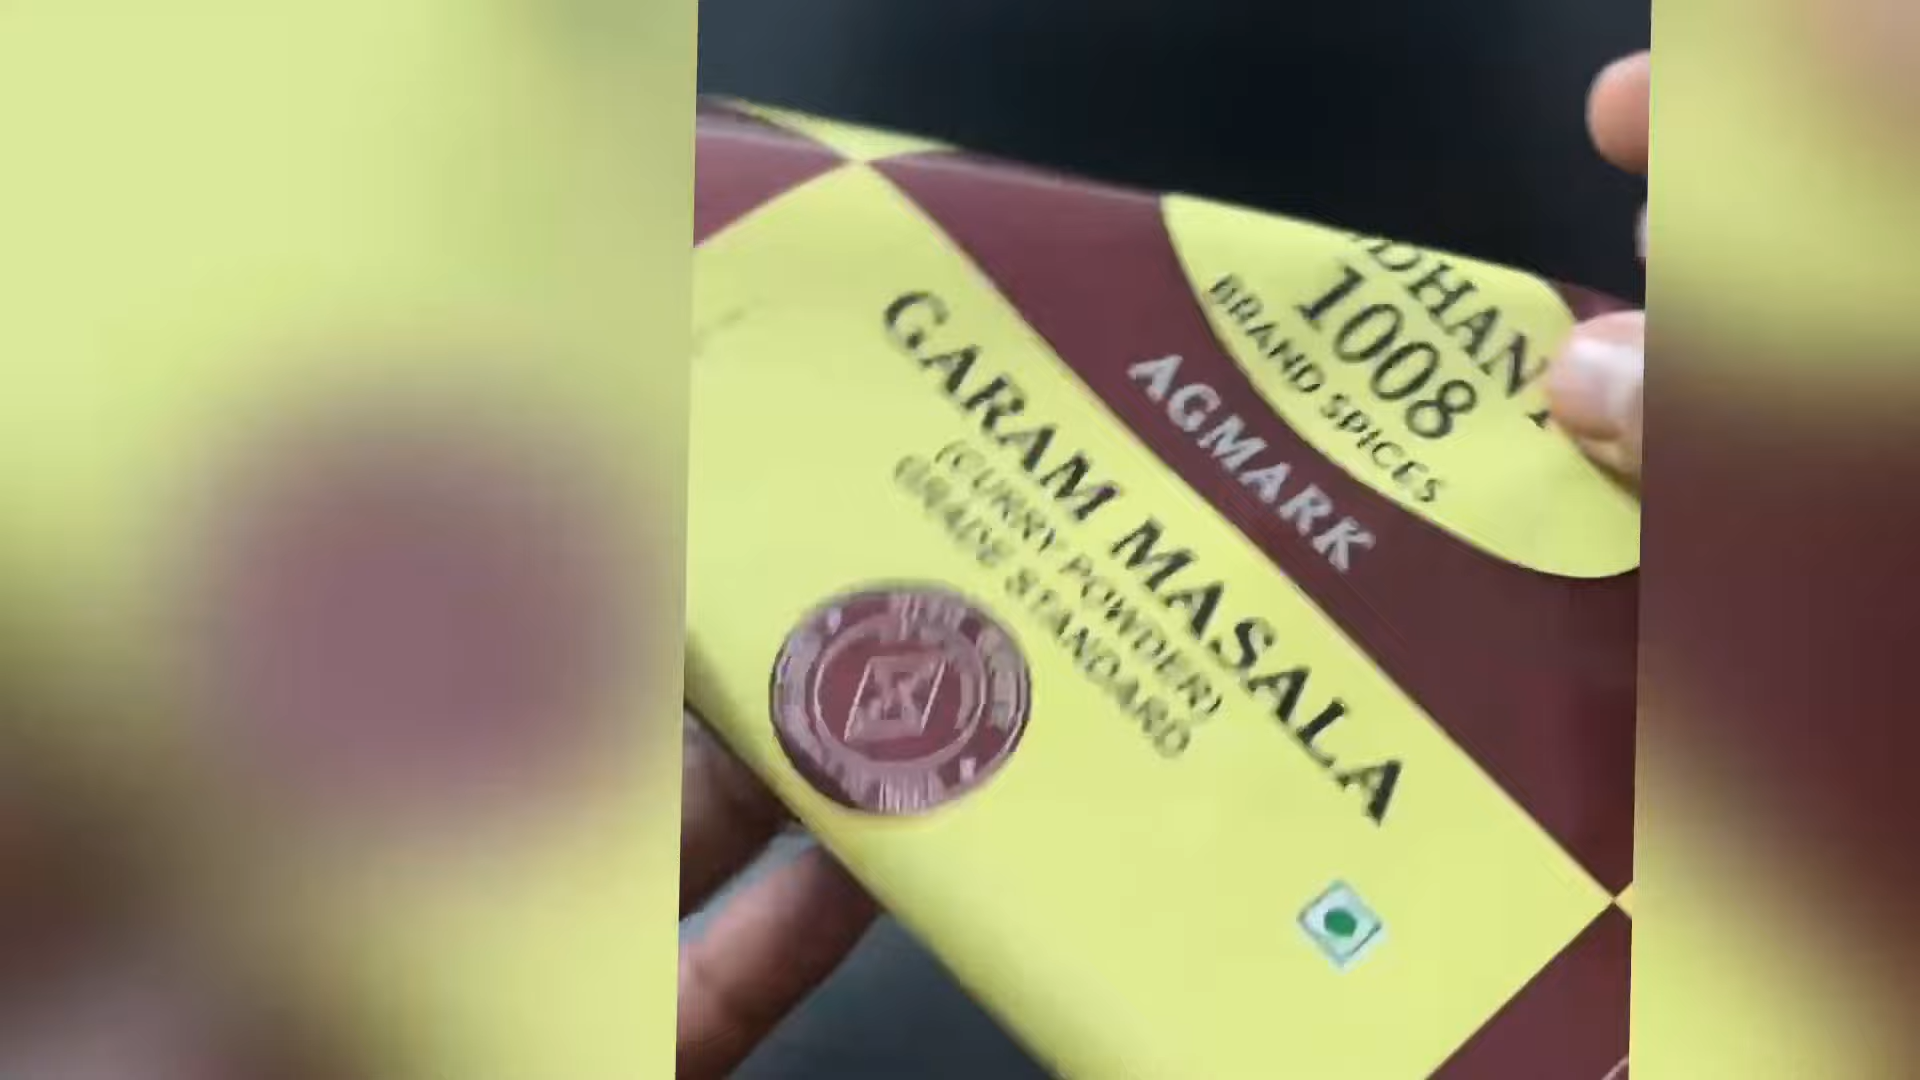 DHAN
1008
BRAND SPICES
AGMARK
GARAM MASALA
(CURRY POWDER)
GRADE STANDARD